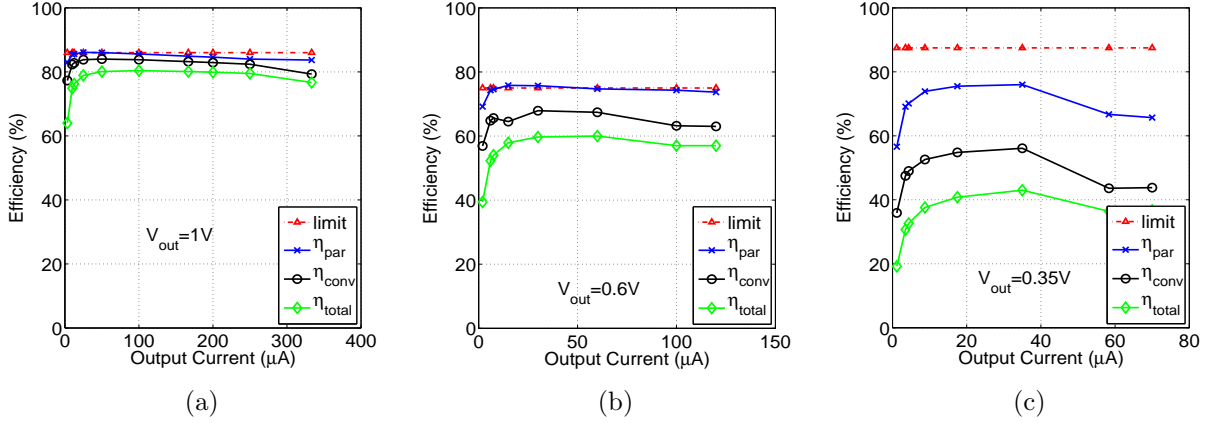 100
80
60
40
20
0
0 100 200 300 400
Efficiency (%)
Output Current (μA)
V_out=1V
limit
η_par
η_conv
η_total
(a)
100
80
60
40
20
0
0 50 100 150
Efficiency (%)
Output Current (μA)
V_out=0.6V
limit
η_par
η_conv
η_total
(b)
100
80
60
40
20
0
0 20 40 60 80
Efficiency (%)
Output Current (μA)
V_out=0.35V
limit
η_par
η_conv
η_total
(c)